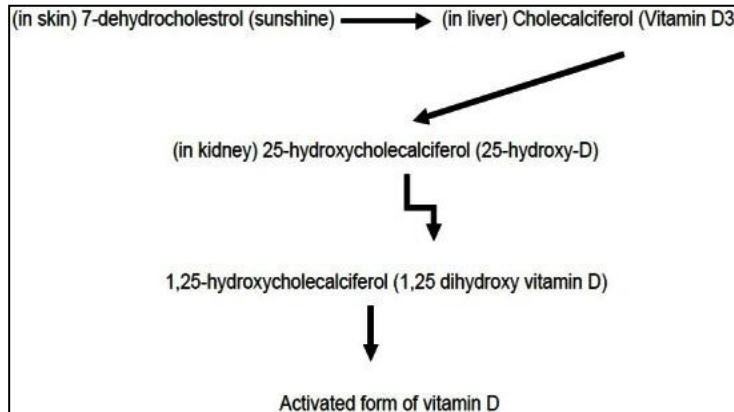 (in skin) 7-dehydrocholestrol (sunshine) (in liver) Cholecalciferol (Vitamin D3
(in kidney) 25-hydroxycholecalciferol (25-hydroxy-D)
1,25-hydroxycholecalciferol (1,25 dihydroxy vitamin D)
Activated form of vitamin D